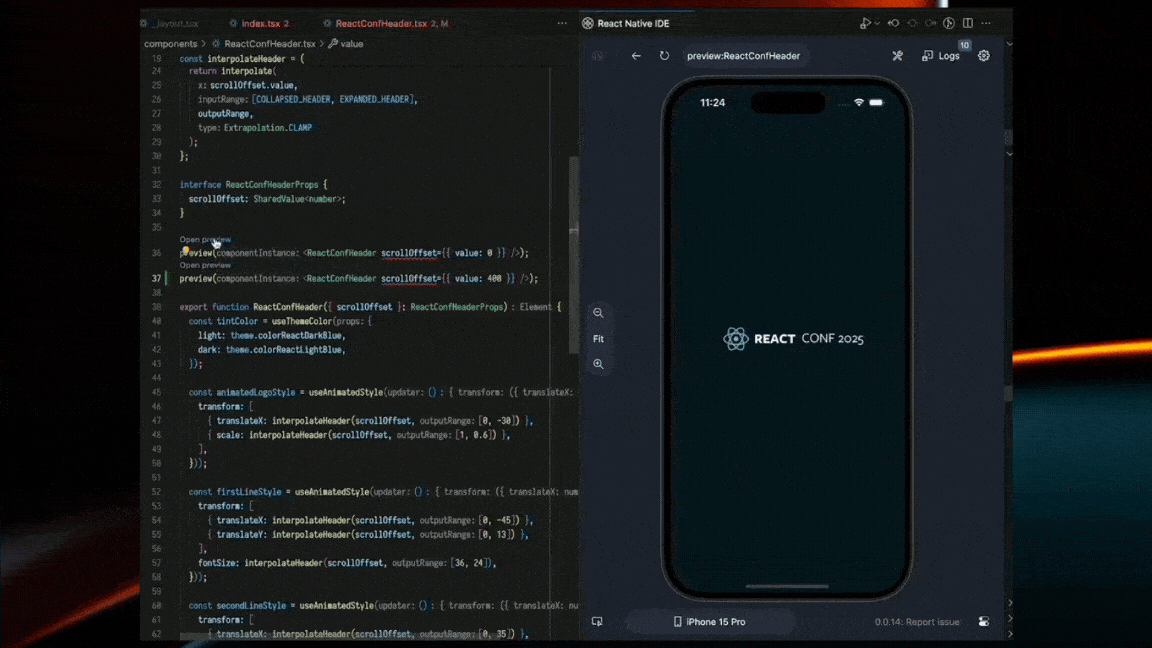 _layout.tsx
index.tsx 2
ReactConfHeader.tsx 2, M
components > ReactConfHeader.tsx > value
19 const interpolateHeader = (
24 return interpolate(
25 x: scrollOffset.value,
26 inputRange: [COLLAPSED_HEADER, EXPANDED_HEADER],
27 outputRange,
28 type: Extrapolation.CLAMP
29 );
30 };
31
32 interface ReactConfHeaderProps {
33 scrollOffset: SharedValue<number>;
34 }
35
Open preview
36 preview(componentInstance: <ReactConfHeader scrollOffset={{ value: 0 }} />);
Open preview
37 preview(componentInstance: <ReactConfHeader scrollOffset={{ value: 400 }} />);
38
39 export function ReactConfHeader({ scrollOffset }: ReactConfHeaderProps) : Element {
40 const tintColor = useThemeColor(props: {
41 light: theme.colorReactDarkBlue,
42 dark: theme.colorReactLightBlue,
43 });
44
45 const animatedLogoStyle = useAnimatedStyle(updater: () : { transform: ({ translateX:
46 transform: [
47 { translateX: interpolateHeader(scrollOffset, outputRange: [0, -30]) },
48 { scale: interpolateHeader(scrollOffset, outputRange: [1, 0.6]) },
49 ],
50 }));
51
52 const firstLineStyle = useAnimatedStyle(updater: () : { transform: ({ translateX: num
53 transform: [
54 { translateX: interpolateHeader(scrollOffset, outputRange: [0, -45]) },
55 { translateY: interpolateHeader(scrollOffset, outputRange: [0, 13]) },
56 ],
57 fontSize: interpolateHeader(scrollOffset, outputRange: [36, 24]),
58 }));
59
60 const secondLineStyle = useAnimatedStyle(updater: () : { transform: ({ translateX: nu
61 transform: [
62 { translateX: interpolateHeader(scrollOffset, outputRange: [0, 35]) },
React Native IDE
preview:ReactConfHeader
Logs
10
11:24
REACT CONF 2025
Fit
iPhone 15 Pro
0.0.14: Report issue